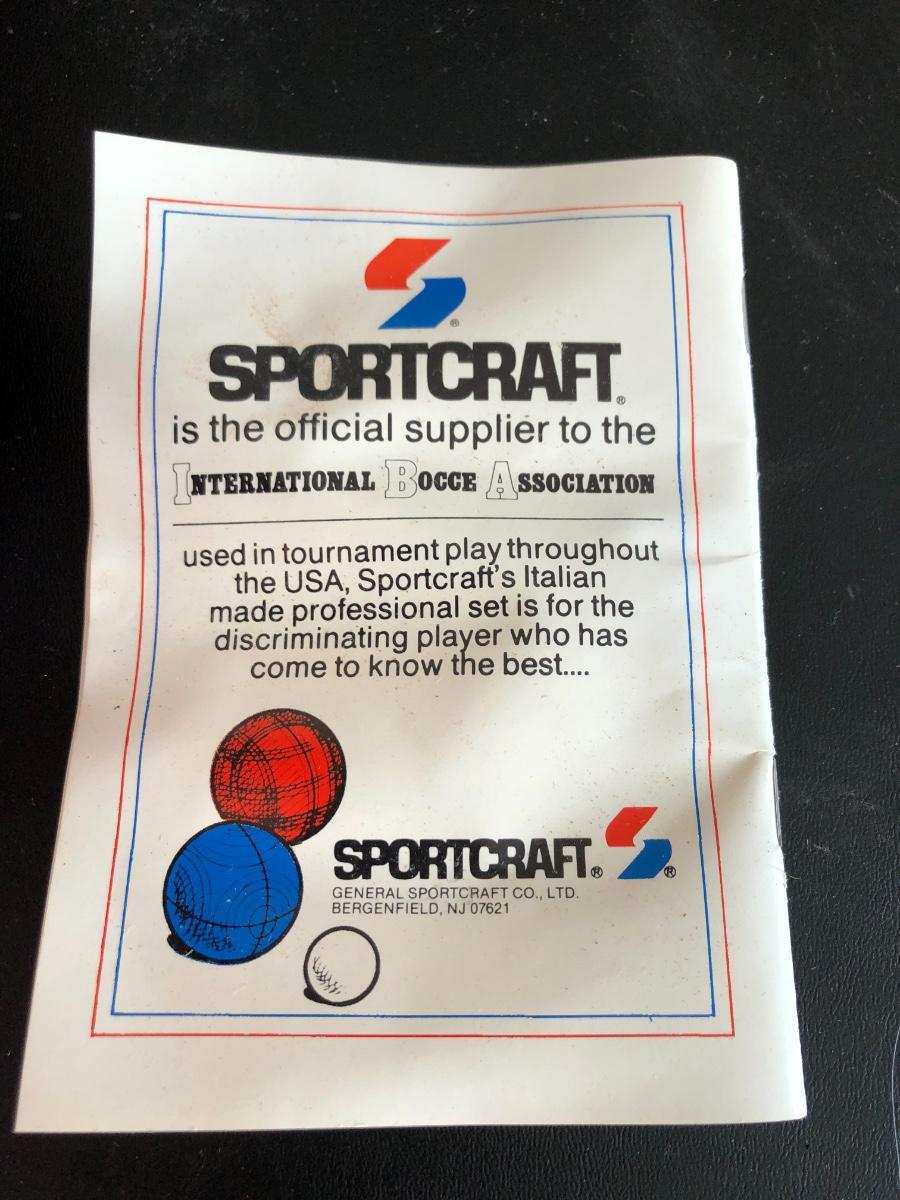 ®
SPORTCRAFT®
is the official supplier to the
INTERNATIONAL BOCCE ASSOCIATION
used in tournament play throughout
the USA, Sportcraft's Italian
made professional set is for the
discriminating player who has
come to know the best....
SPORTCRAFT® ®
GENERAL SPORTCRAFT CO., LTD.
BERGENFIELD, NJ 07621